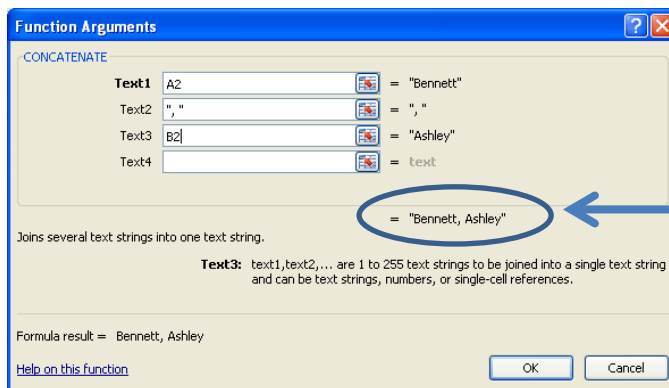 Function Arguments
CONCATENATE
Text1 A2 = "Bennett"
Text2 ", " = ", "
Text3 B2 = "Ashley"
Text4 = text
= "Bennett, Ashley"
Joins several text strings into one text string.
Text3: text1,text2,... are 1 to 255 text strings to be joined into a single text string
and can be text strings, numbers, or single-cell references.
Formula result = Bennett, Ashley
Help on this function
OK Cancel